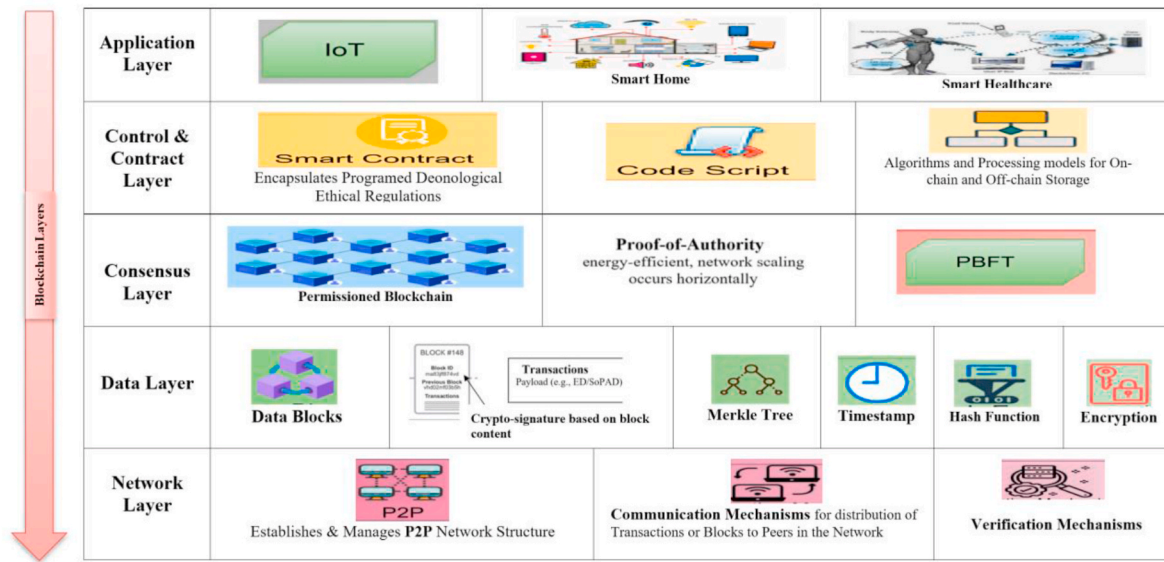 Blockchain Layers
Application
Layer
IoT
Smart Home
Smart Healthcare
Control &
Contract
Layer
Smart Contract
Encapsulates Programed Deonological
Ethical Regulations
Code Script
Algorithms and Processing models for On-
chain and Off-chain Storage
Consensus
Layer
Permissioned Blockchain
Proof-of-Authority
energy-efficient, network scaling
occurs horizontally
PBFT
Data Layer
Data Blocks
BLOCK #148
Block ID
Previous Block
Transactions
Transactions
Payload (e.g., ED/SoPAD)
Crypto-signature based on block
content
Merkle Tree
Timestamp
Hash Function
Encryption
Network
Layer
P2P
Establishes & Manages P2P Network Structure
Communication Mechanisms for distribution of
Transactions or Blocks to Peers in the Network
Verification Mechanisms